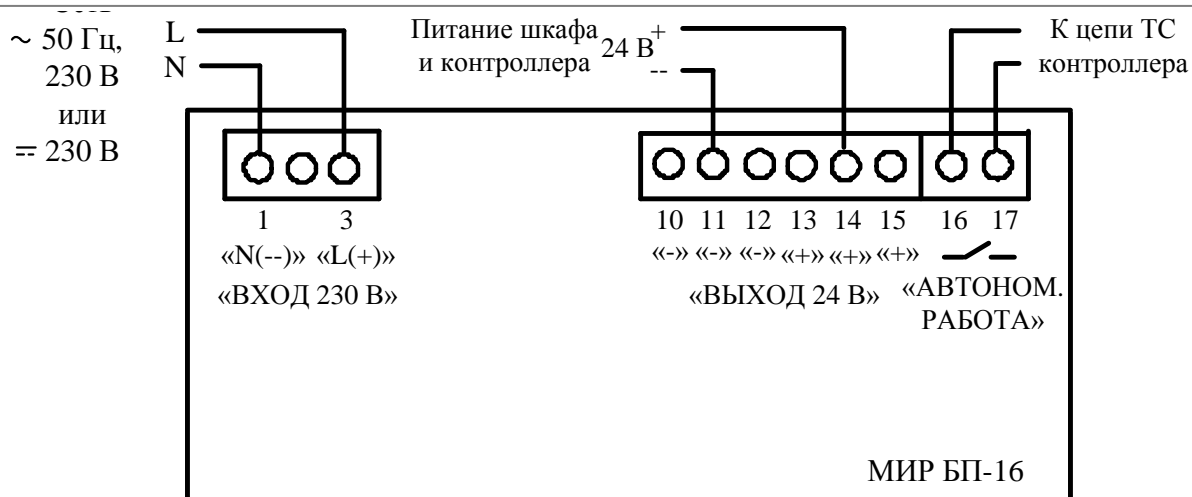 ~ 50 Гц,
230 В
или
⎓ 230 В
L
N
Питание шкафа
и контроллера
24 В
+
--
К цепи ТС
контроллера
1 3
«N(--)» «L(+)»
«ВХОД 230 В»
10 11 12 13 14 15 16 17
«-» «-» «-» «+» «+» «+»
«ВЫХОД 24 В»
«АВТОНОМ.
РАБОТА»
МИР БП-16